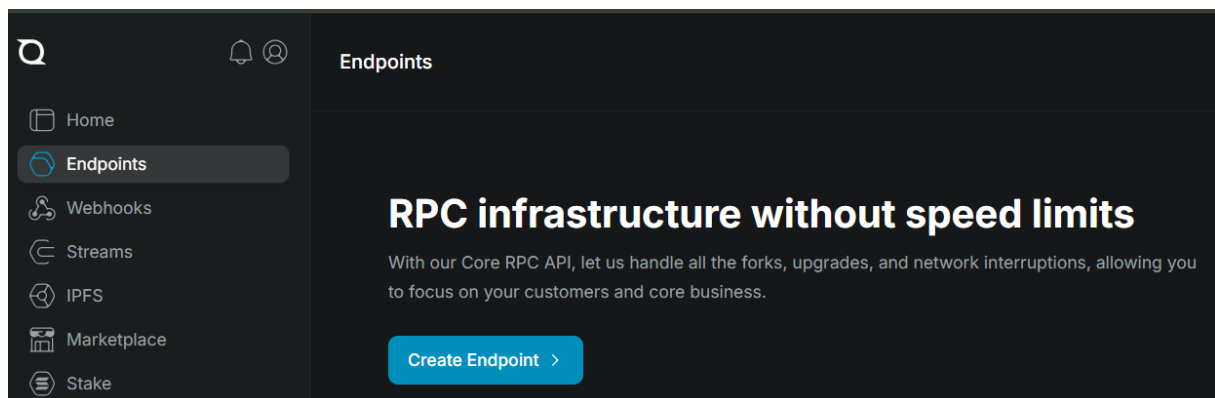 Endpoints
Home
Endpoints
Webhooks
Streams
IPFS
Marketplace
Stake
RPC infrastructure without speed limits
With our Core RPC API, let us handle all the forks, upgrades, and network interruptions, allowing you
to focus on your customers and core business.
Create Endpoint